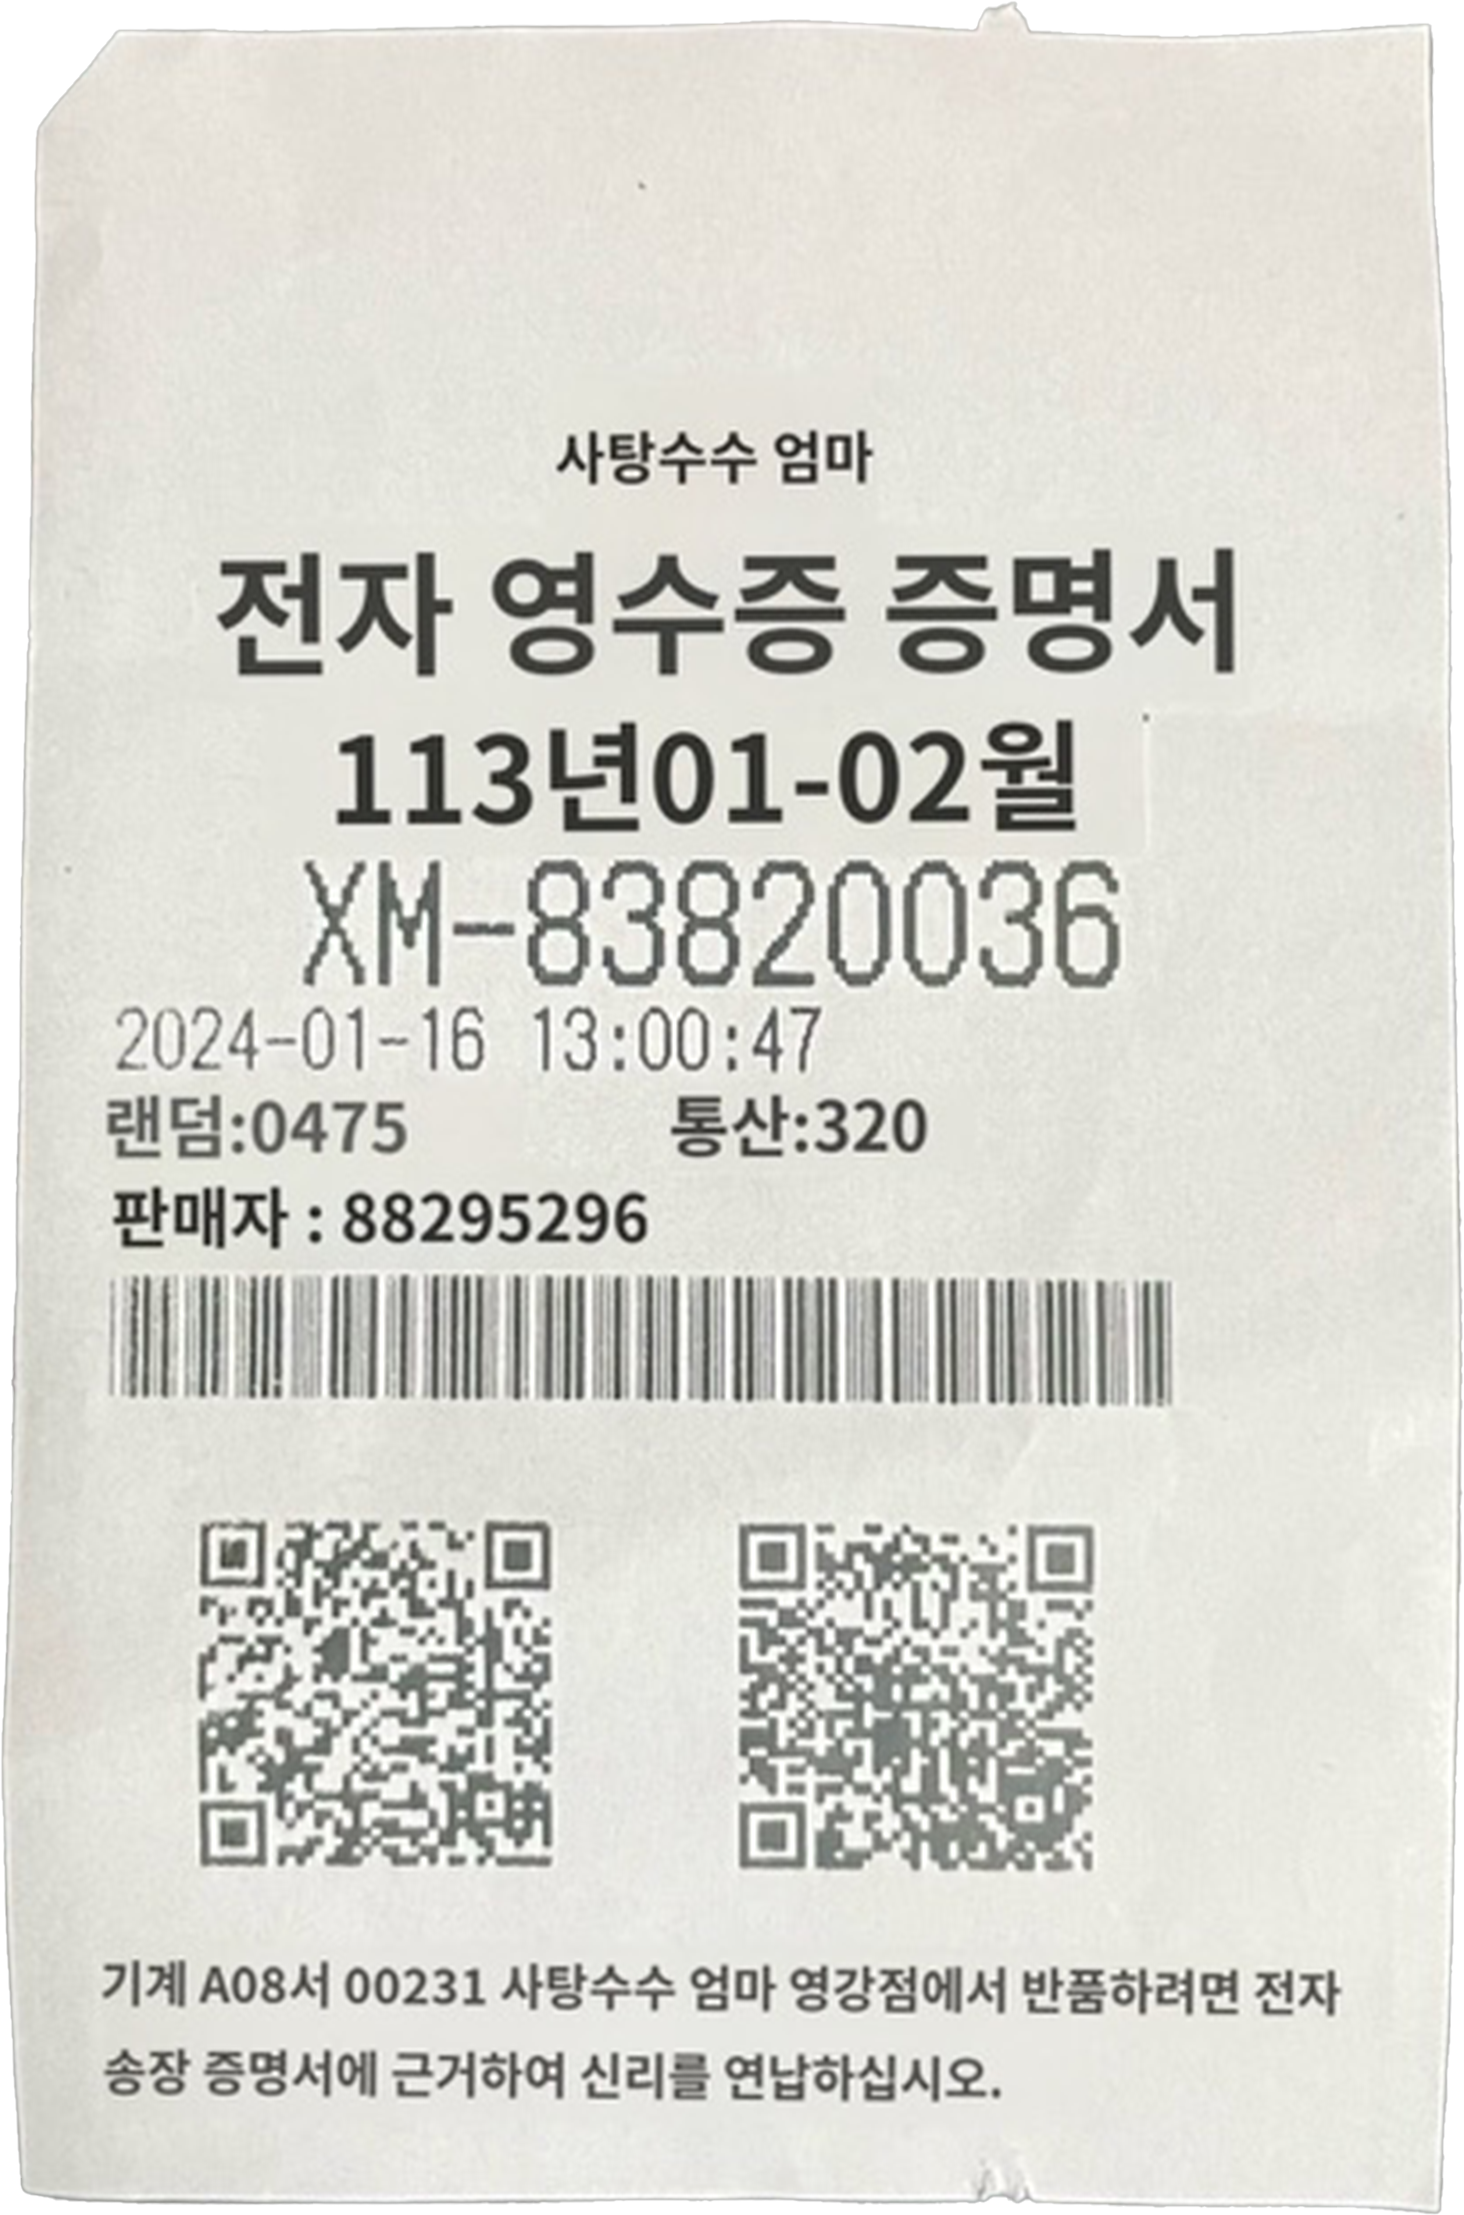 사탕수수 엄마
전자 영수증 증명서
113년01-02월
XM-83820036
2024-01-16 13:00:47
랜덤:0475 통산:320
판매자 : 88295296
기계 A08서 00231 사탕수수 엄마 영강점에서 반품하려면 전자
송장 증명서에 근거하여 신리를 연납하십시오.